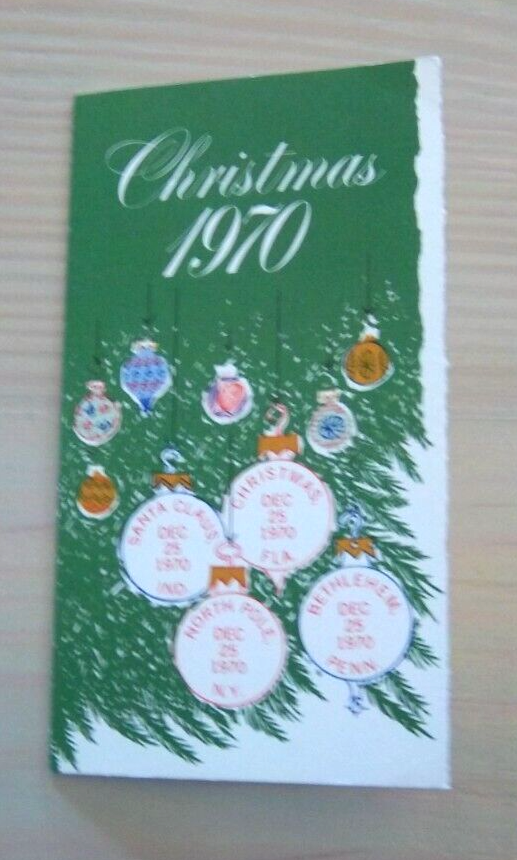 Christmas
1970
SANTA CLAUS
DEC
25
1970
IND.
CHRISTMAS,
DEC
25
1970
FLA.
NORTH POLE,
DEC
25
1970
N.Y.
BETHLEHEM,
DEC
25
1970
PENN.